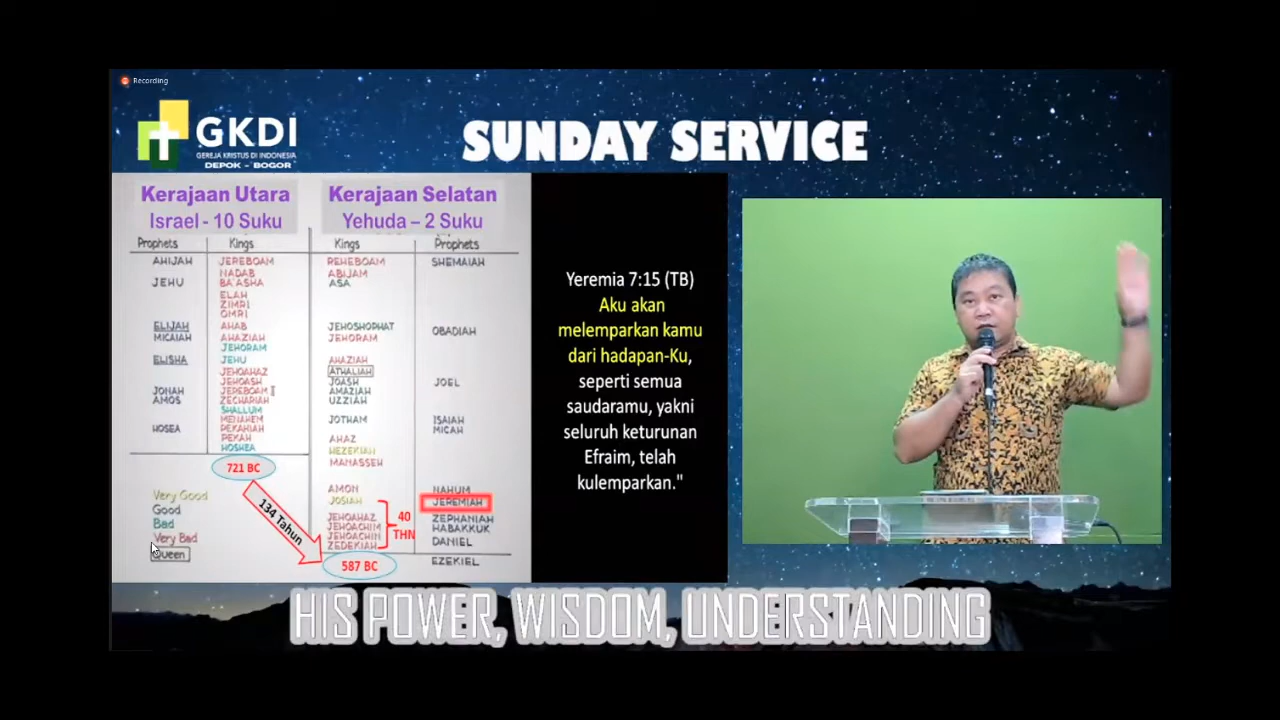 Recording
GKDI
GEREJA KRISTUS DI INDONESIA
DEPOK - BOGOR
SUNDAY SERVICE
Kerajaan Utara
Israel - 10 Suku
Kerajaan Selatan
Yehuda – 2 Suku
Prophets
Kings
Kings
Prophets
AHIJAH
JEREBOAM
REHEBOAM
SHEMAIAH
NADAB
ABIJAM
JEHU
BA'ASHA
ASA
ELAH
ZIMRI
OMRI
ELIJAH
AHAB
JEHOSHOPHAT
OBADIAH
MICAIAH
AHAZIAH
JEHORAM
JEHORAM
ELISHA
JEHU
AHAZIAH
JEHOAHAZ
ATHALIAH
JEHOASH
JOASH
JOEL
JONAH
JEREBOAM II
AMAZIAH
AMOS
ZECHARIAH
UZZIAH
SHALLUM
MENAHEM
JOTHAM
ISAIAH
HOSEA
PEKAHIAH
MICAH
PEKAH
AHAZ
HOSHEA
HEZEKIAH
MANASSEH
721 BC
134 Tahun
AMON
NAHUM
JOSIAH
JEREMIAH
JEHOAHAZ
ZEPHANIAH
JEHOACHIM
HABAKKUK
JEHOACHIN
ZEDEKIAH
DANIEL
40
THN
587 BC
EZEKIEL
Very Good
Good
Bad
Very Bad
Queen
Yeremia 7:15 (TB)
Aku akan
melemparkan kamu
dari hadapan-Ku,
seperti semua
saudaramu, yakni
seluruh keturunan
Efraim, telah
kulemparkan."
HIS POWER, WISDOM, UNDERSTANDING